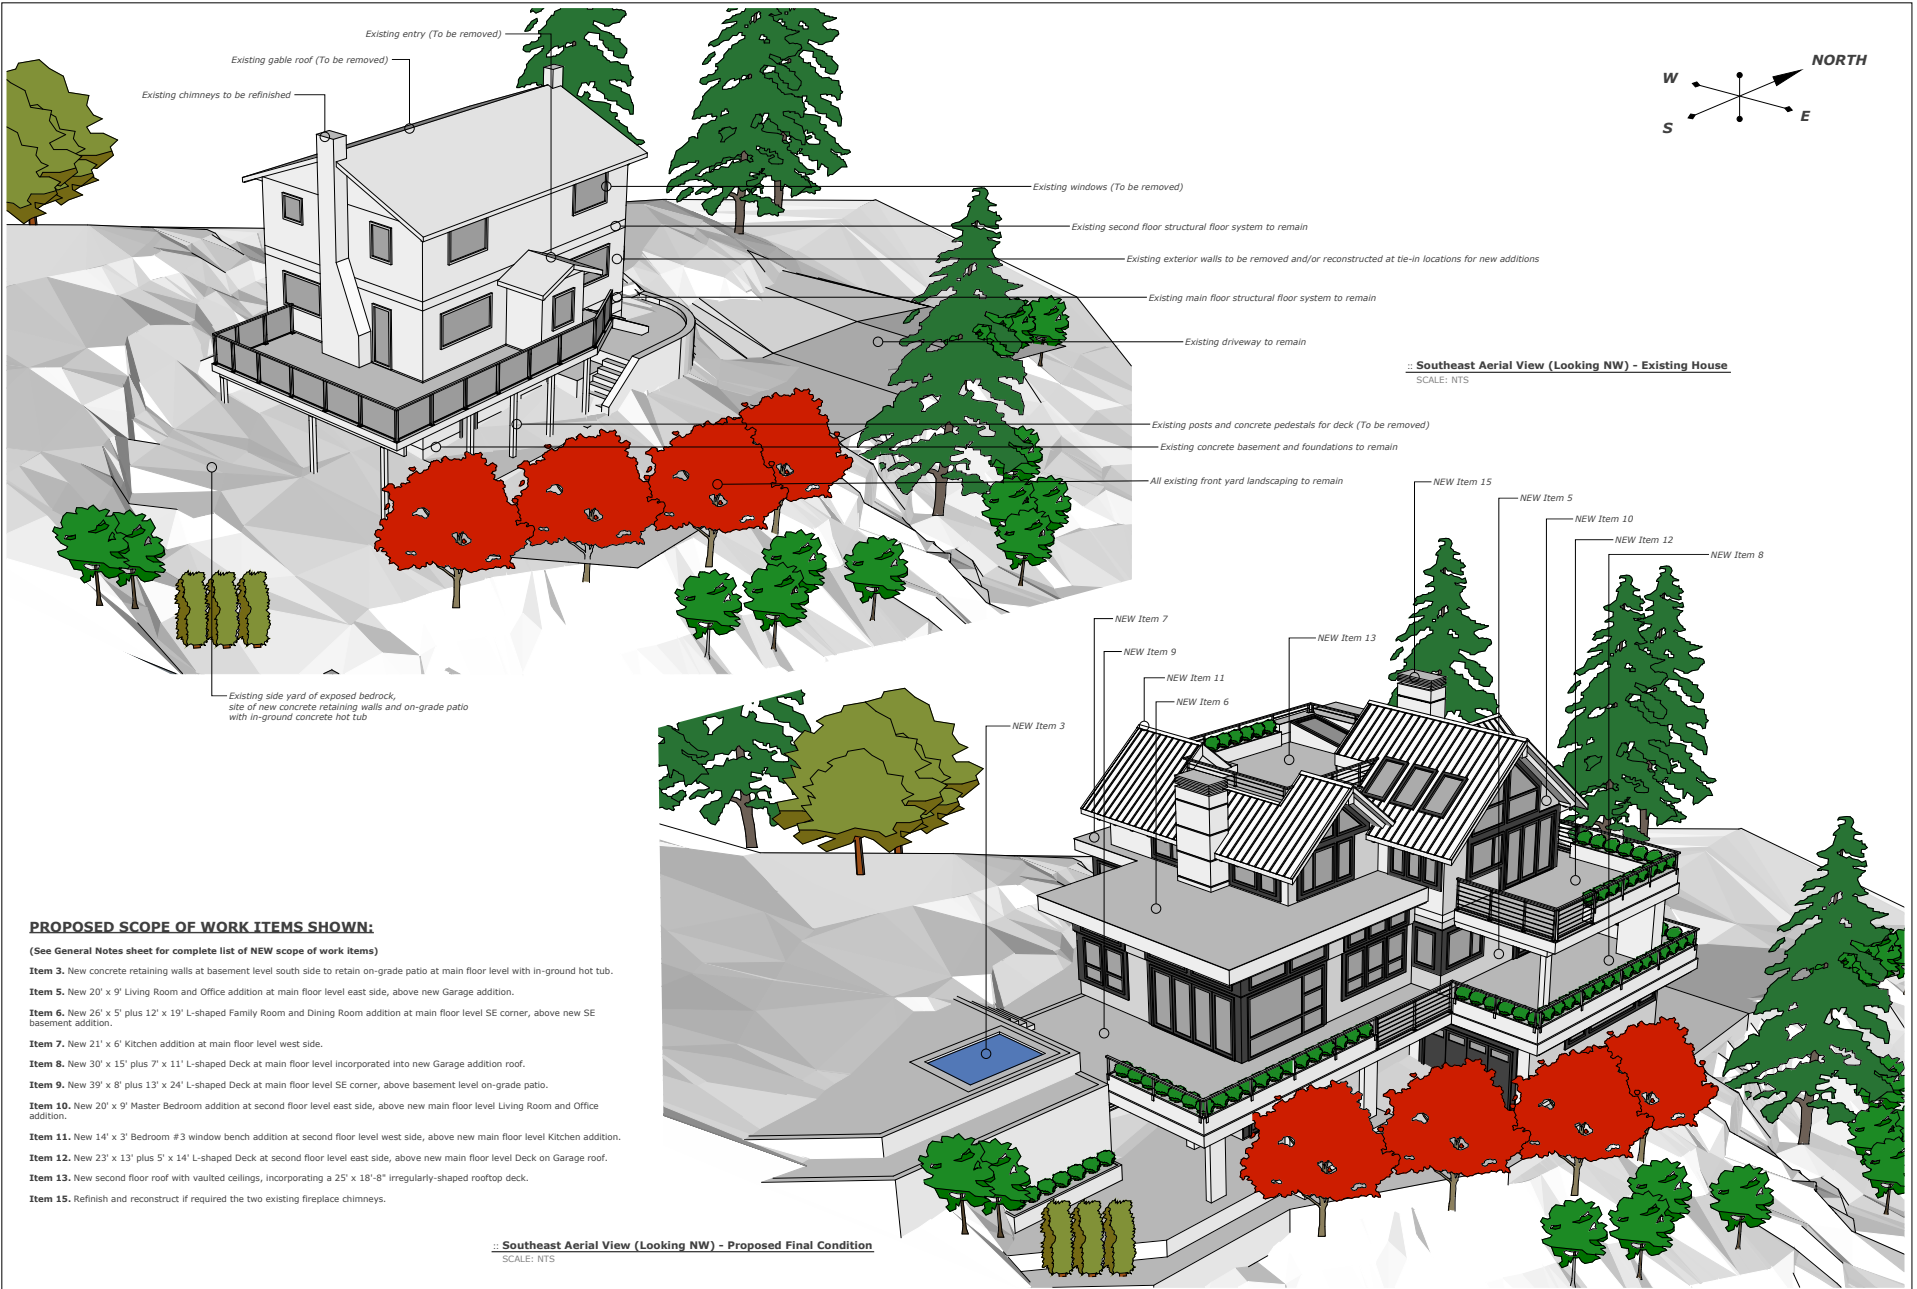 Existing entry (To be removed)
Existing gable roof (To be removed)
Existing chimneys to be refinished
NORTH
W
E
S
Existing windows (To be removed)
Existing second floor structural floor system to remain
Existing exterior walls to be removed and/or reconstructed at tie-in locations for new additions
Existing main floor structural floor system to remain
Existing driveway to remain
:: Southeast Aerial View (Looking NW) - Existing House
SCALE: NTS
Existing posts and concrete pedestals for deck (To be removed)
Existing concrete basement and foundations to remain
All existing front yard landscaping to remain
Existing side yard of exposed bedrock,
site of new concrete retaining walls and on-grade patio
with in-ground concrete hot tub
NEW Item 15
NEW Item 5
NEW Item 10
NEW Item 12
NEW Item 8
NEW Item 7
NEW Item 13
NEW Item 9
NEW Item 11
NEW Item 6
NEW Item 3
PROPOSED SCOPE OF WORK ITEMS SHOWN:
(See General Notes sheet for complete list of NEW scope of work items)
Item 3. New concrete retaining walls at basement level south side to retain on-grade patio at main floor level with in-ground hot tub.
Item 5. New 20' x 9' Living Room and Office addition at main floor level east side, above new Garage addition.
Item 6. New 26' x 5' plus 12' x 19' L-shaped Family Room and Dining Room addition at main floor level SE corner, above new SE
basement addition.
Item 7. New 21' x 6' Kitchen addition at main floor level west side.
Item 8. New 30' x 15' plus 7' x 11' L-shaped Deck at main floor level incorporated into new Garage addition roof.
Item 9. New 39' x 8' plus 13' x 24' L-shaped Deck at main floor level SE corner, above basement level on-grade patio.
Item 10. New 20' x 9' Master Bedroom addition at second floor level east side, above new main floor level Living Room and Office
addition.
Item 11. New 14' x 3' Bedroom #3 window bench addition at second floor level west side, above new main floor level Kitchen addition.
Item 12. New 23' x 13' plus 5' x 14' L-shaped Deck at second floor level east side, above new main floor level Deck on Garage roof.
Item 13. New second floor roof with vaulted ceilings, incorporating a 25' x 18'-8" irregularly-shaped rooftop deck.
Item 15. Refinish and reconstruct if required the two existing fireplace chimneys.
:: Southeast Aerial View (Looking NW) - Proposed Final Condition
SCALE: NTS